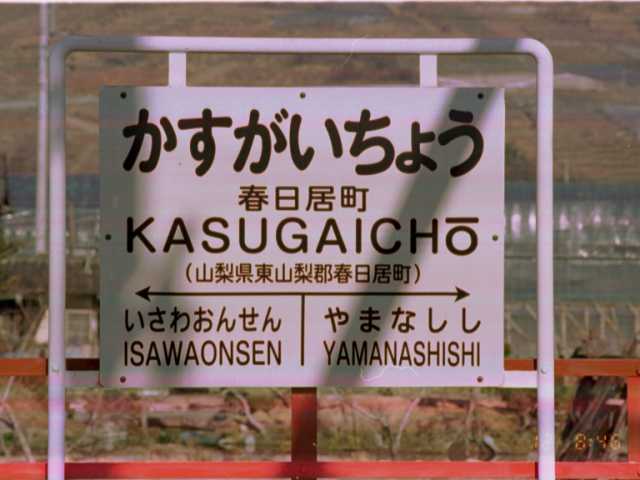 かすがいちょう
春日居町
KASUGAICHŌ
(山梨県東山梨郡春日居町)
いさわおんせん やまなしし
ISAWAONSEN YAMANASHISHI
8:46